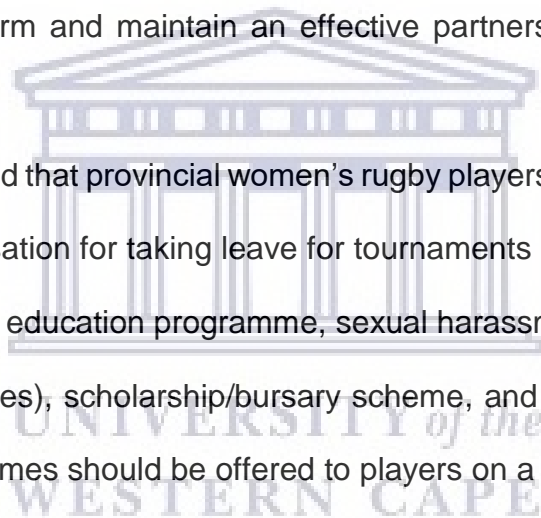 rm and maintain an effective partners
d that provincial women's rugby players
ation for taking leave for tournaments
education programme, sexual harassr
es), scholarship/bursary scheme, and
UNIVERSITY of the
mes should be offered to players on a
WESTERN CAPE